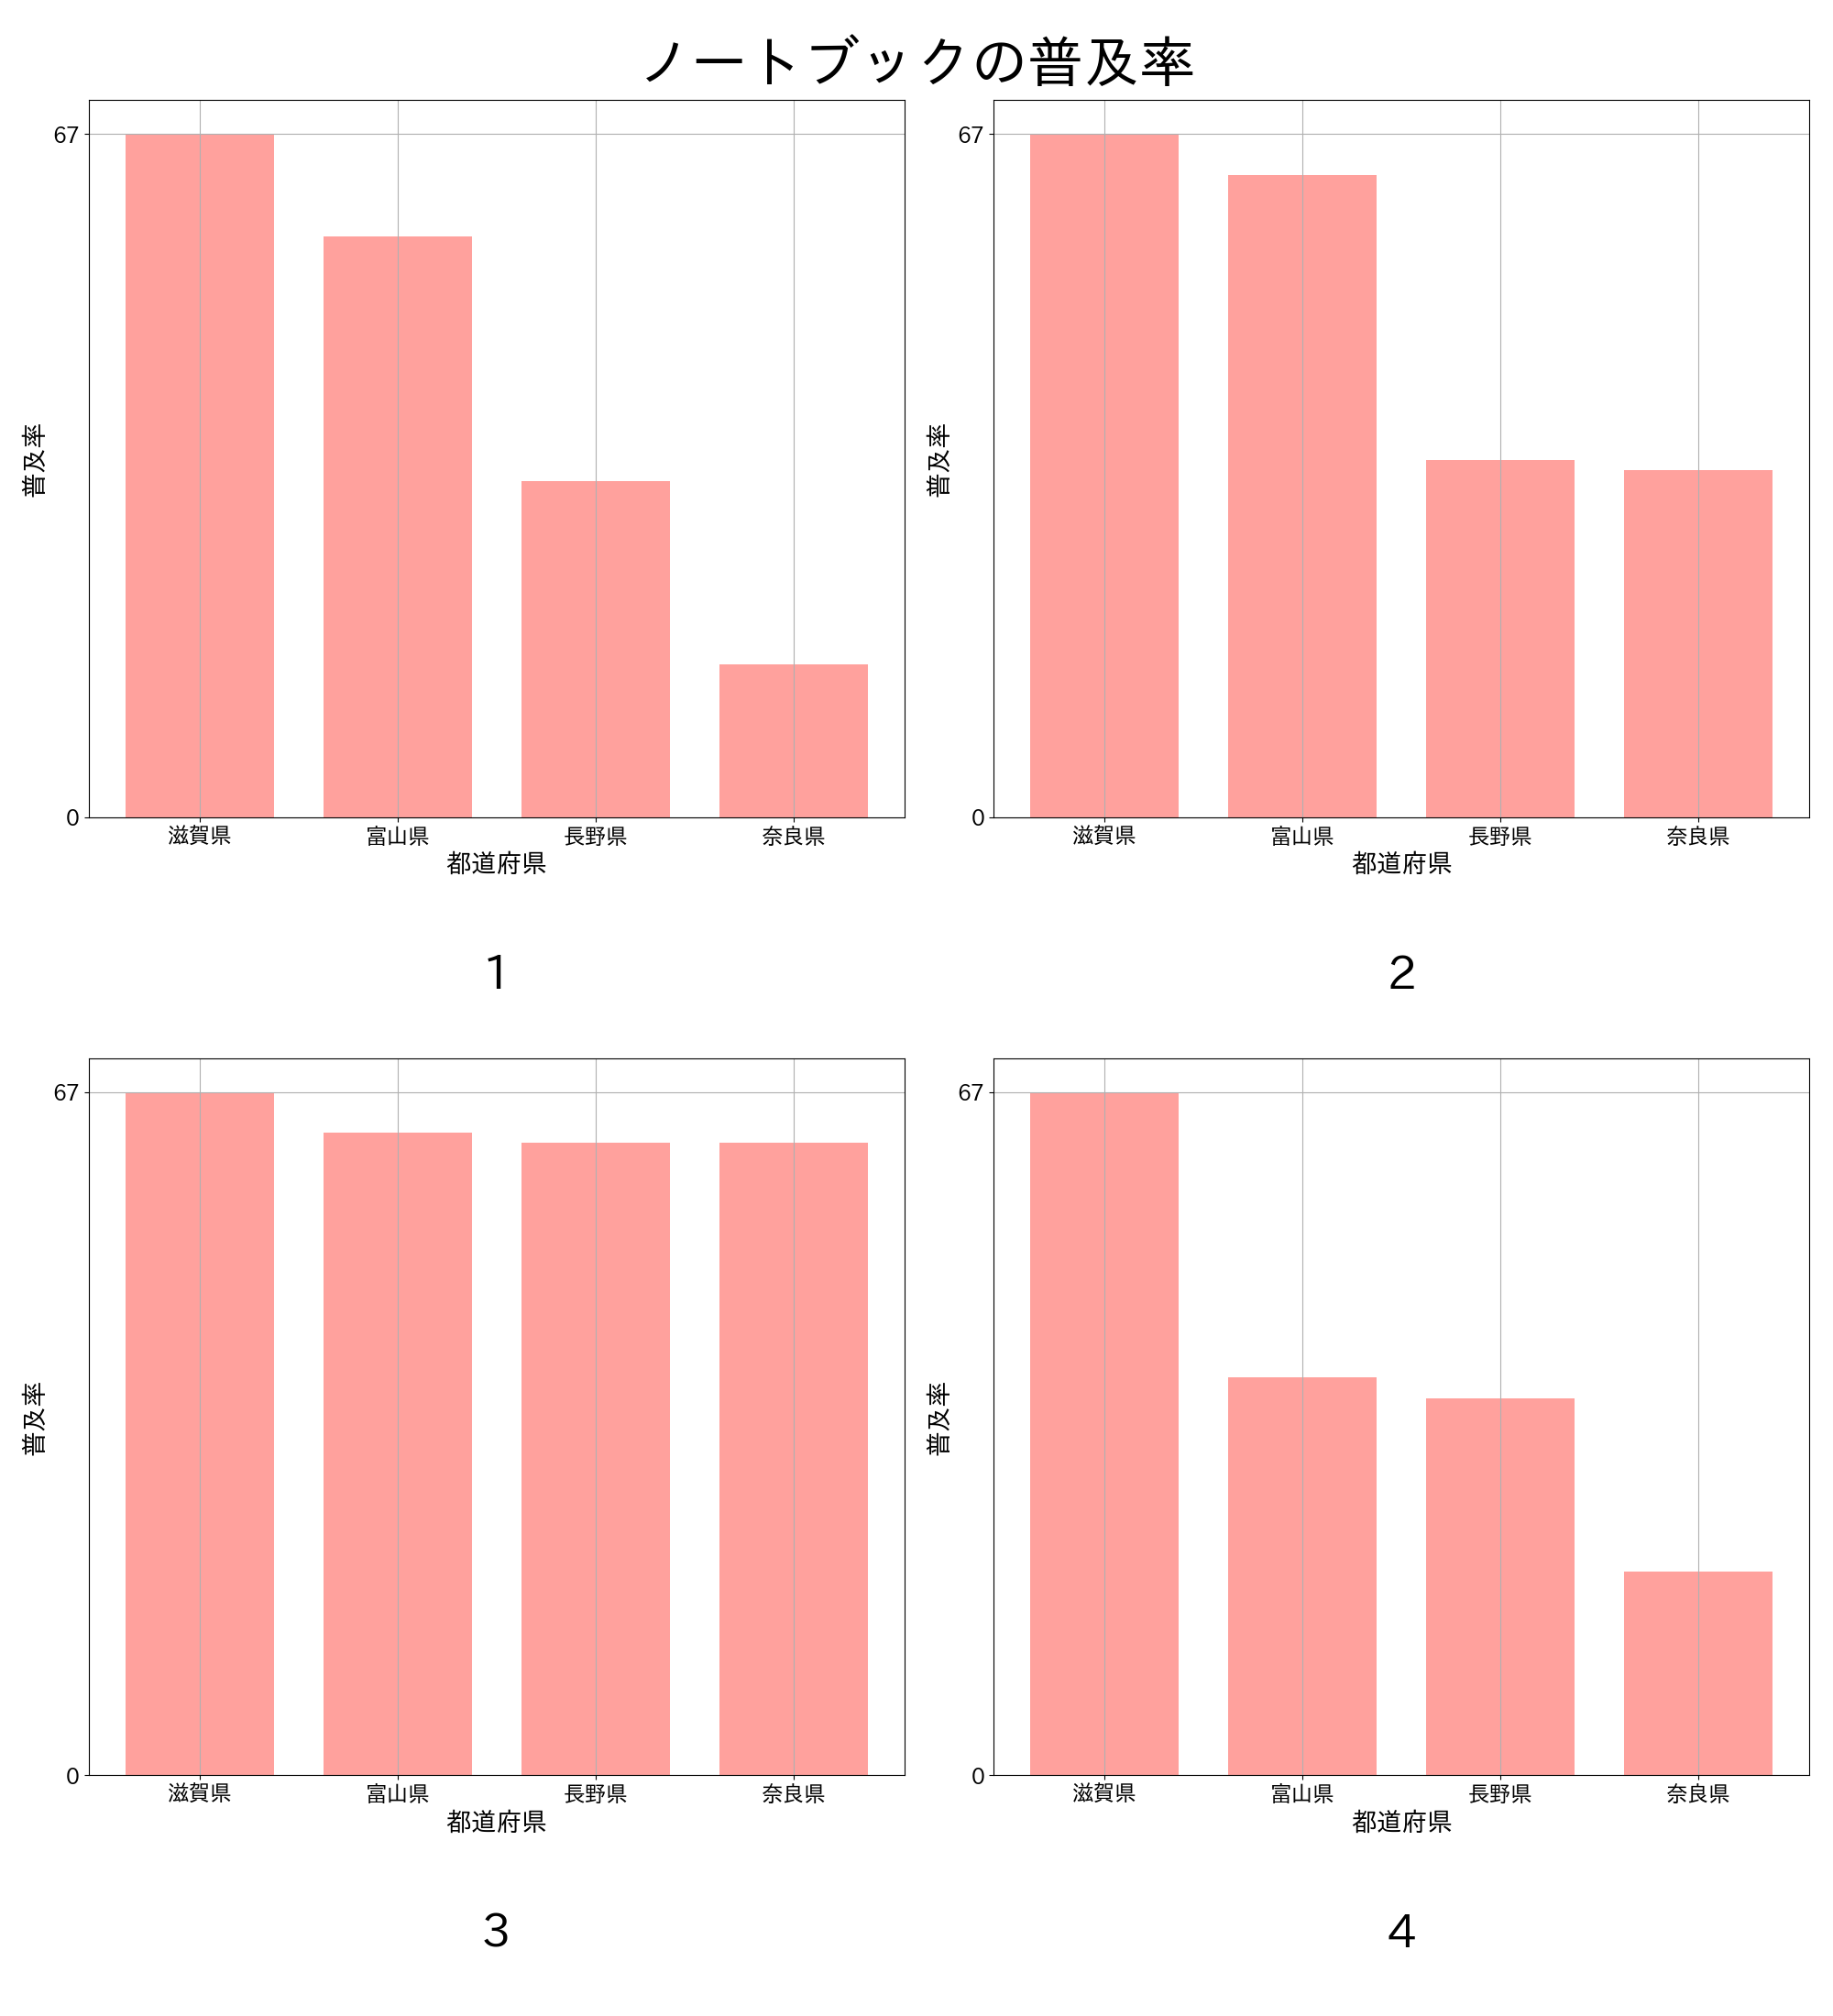 ノートブックの普及率
67
0
普及率
滋賀県 富山県 長野県 奈良県
都道府県
1
67
0
普及率
滋賀県 富山県 長野県 奈良県
都道府県
2
67
0
普及率
滋賀県 富山県 長野県 奈良県
都道府県
3
67
0
普及率
滋賀県 富山県 長野県 奈良県
都道府県
4